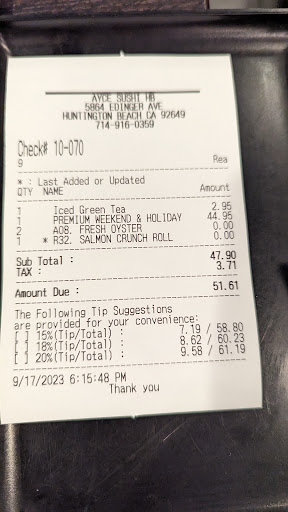 AYCE SUSHI HB
5864 EDINGER AVE
HUNTINGTON BEACH CA 92649
714-916-0359
Check# 10-070
9 Rea
* : Last Added or Updated
QTY NAME Amount
1 Iced Green Tea 2.95
1 PREMIUM WEEKEND & HOLIDAY 44.95
2 A08. FRESH OYSTER 0.00
1 * R32. SALMON CRUNCH ROLL 0.00
Sub Total : 47.90
TAX : 3.71
Amount Due : 51.61
The Following Tip Suggestions
are provided for your convenience:
[ ] 15%(Tip/Total) : 7.19 / 58.80
[ ] 18%(Tip/Total) : 8.62 / 60.23
[ ] 20%(Tip/Total) : 9.58 / 61.19
9/17/2023 6:15:48 PM
Thank you